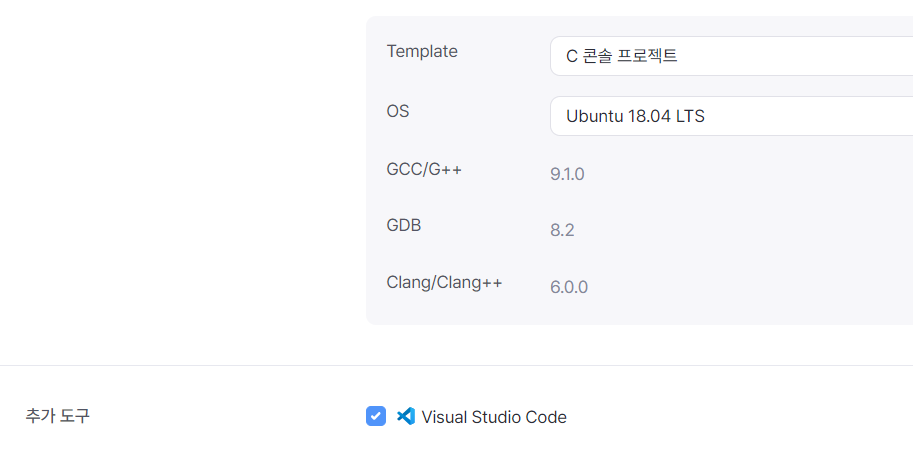 Template
C 콘솔 프로젝트
OS
Ubuntu 18.04 LTS
GCC/G++
9.1.0
GDB
8.2
Clang/Clang++
6.0.0
추가 도구
Visual Studio Code